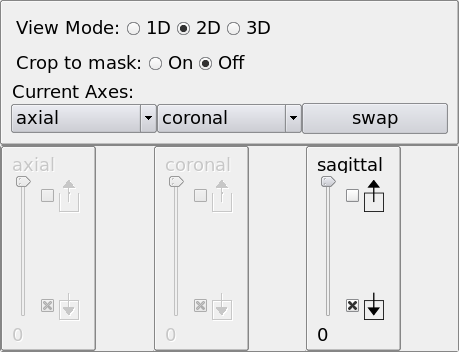 View Mode: 1D 2D 3D
Crop to mask: On Off
Current Axes:
axial coronal swap
axial coronal sagittal
0 0 0